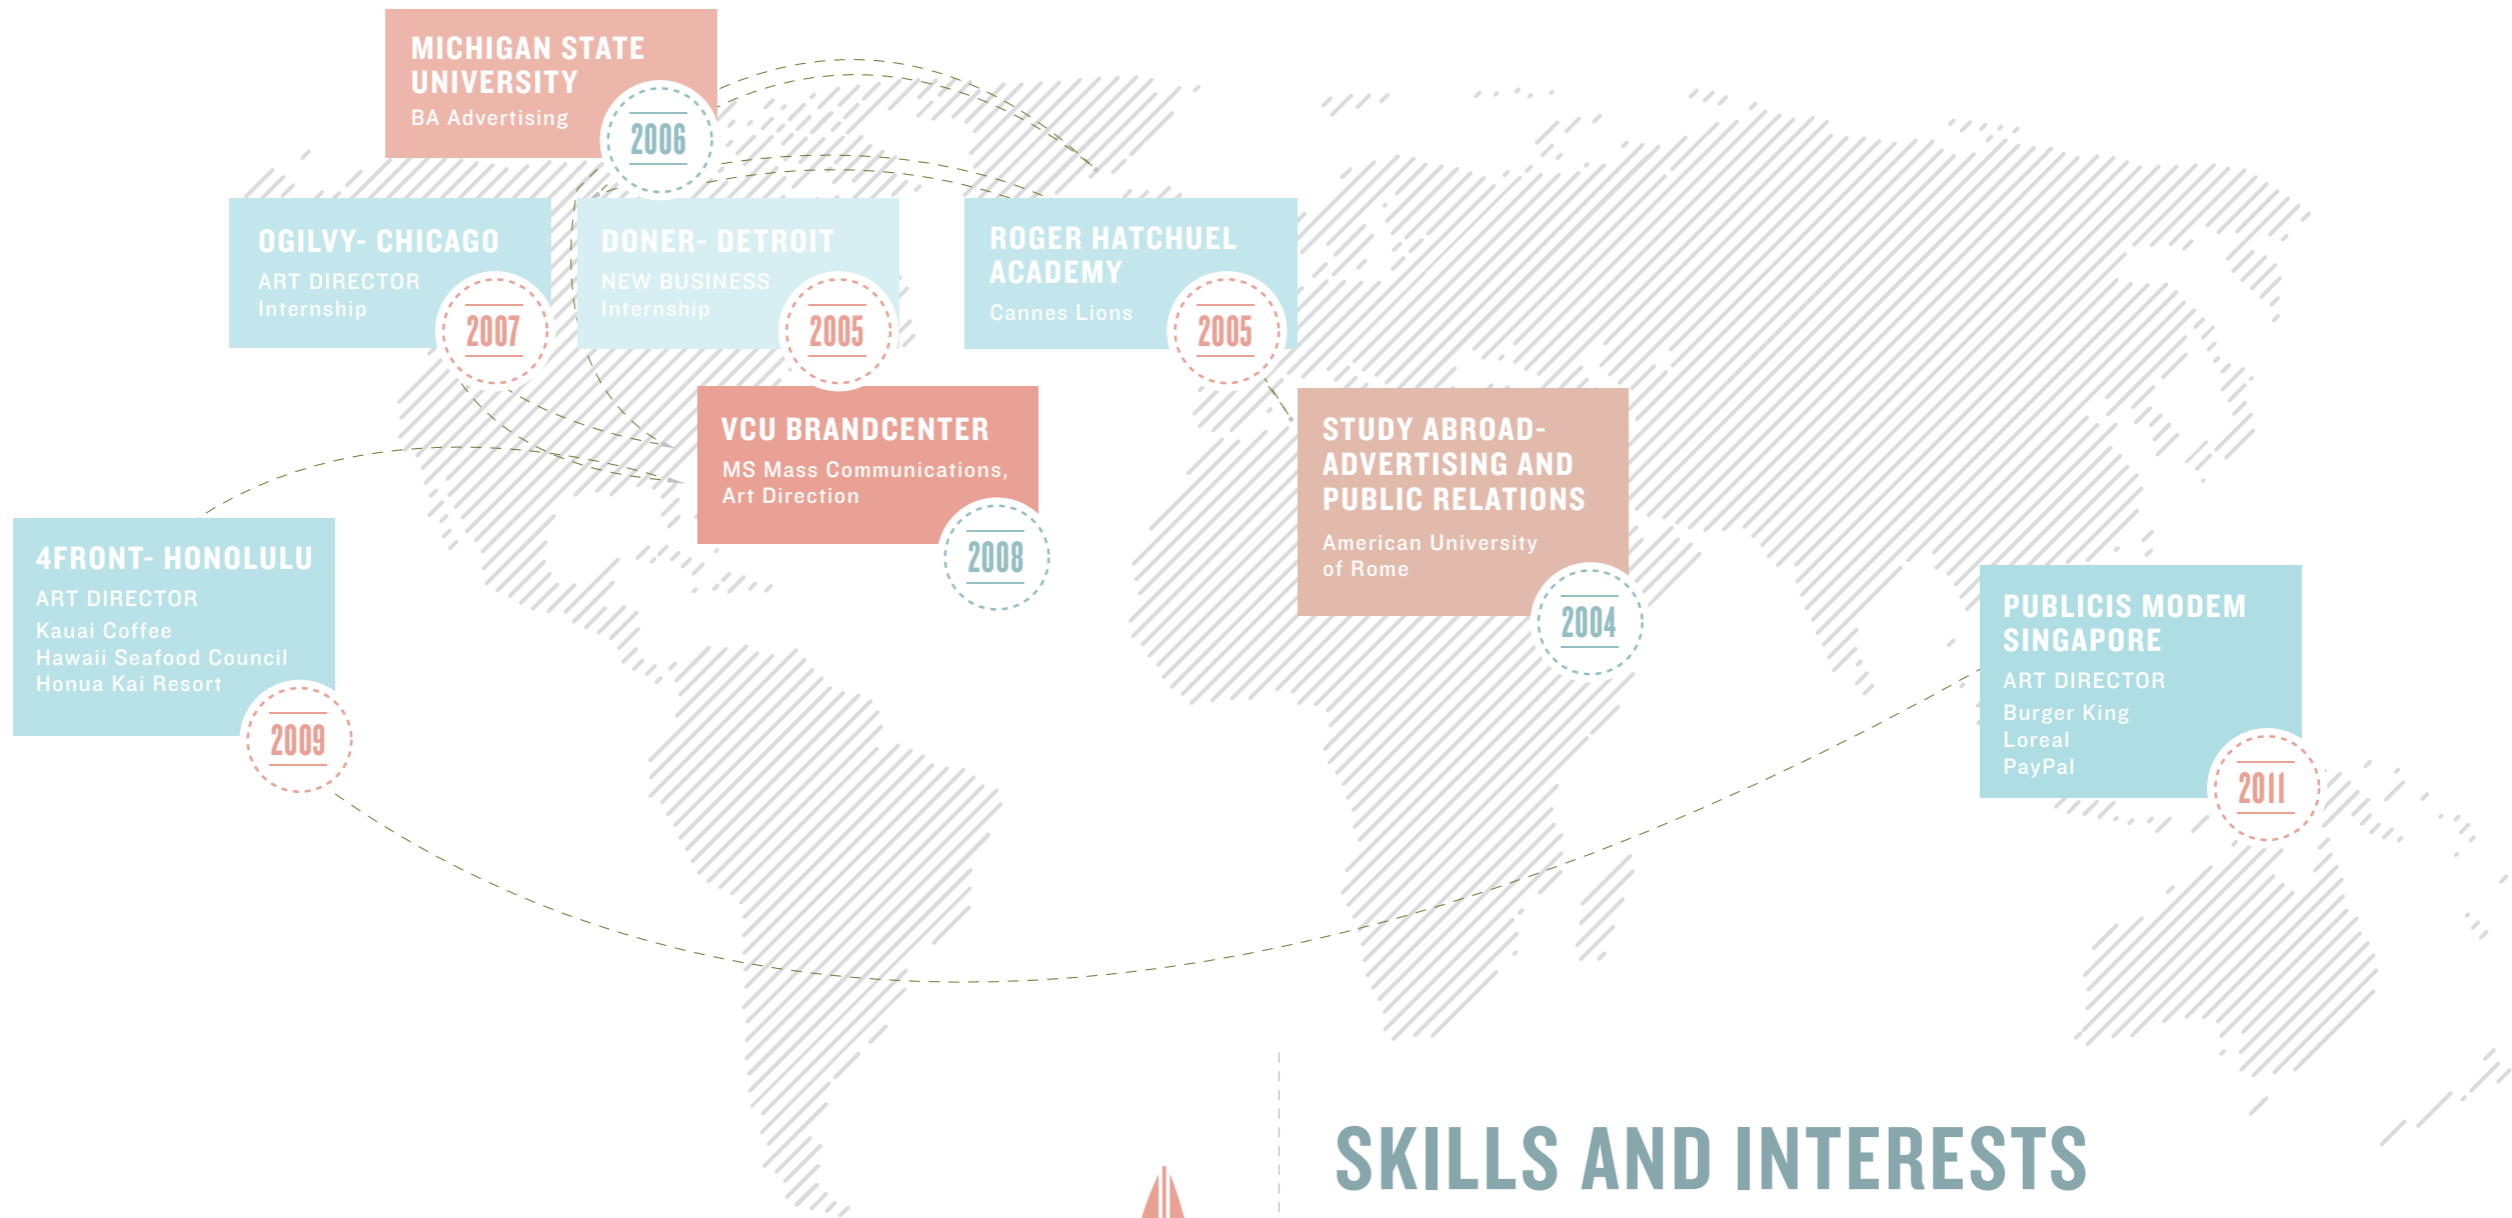 MICHIGAN STATE
UNIVERSITY
BA Advertising
2006
OGILVY- CHICAGO
ART DIRECTOR
Internship
2007
DONER- DETROIT
NEW BUSINESS
Internship
2005
ROGER HATCHUEL
ACADEMY
Cannes Lions
2005
VCU BRANDCENTER
MS Mass Communications,
Art Direction
2008
STUDY ABROAD-
ADVERTISING AND
PUBLIC RELATIONS
American University
of Rome
2004
4FRONT- HONOLULU
ART DIRECTOR
Kauai Coffee
Hawaii Seafood Council
Honua Kai Resort
2009
PUBLICIS MODEM
SINGAPORE
ART DIRECTOR
Burger King
Loreal
PayPal
2011
SKILLS AND INTERESTS